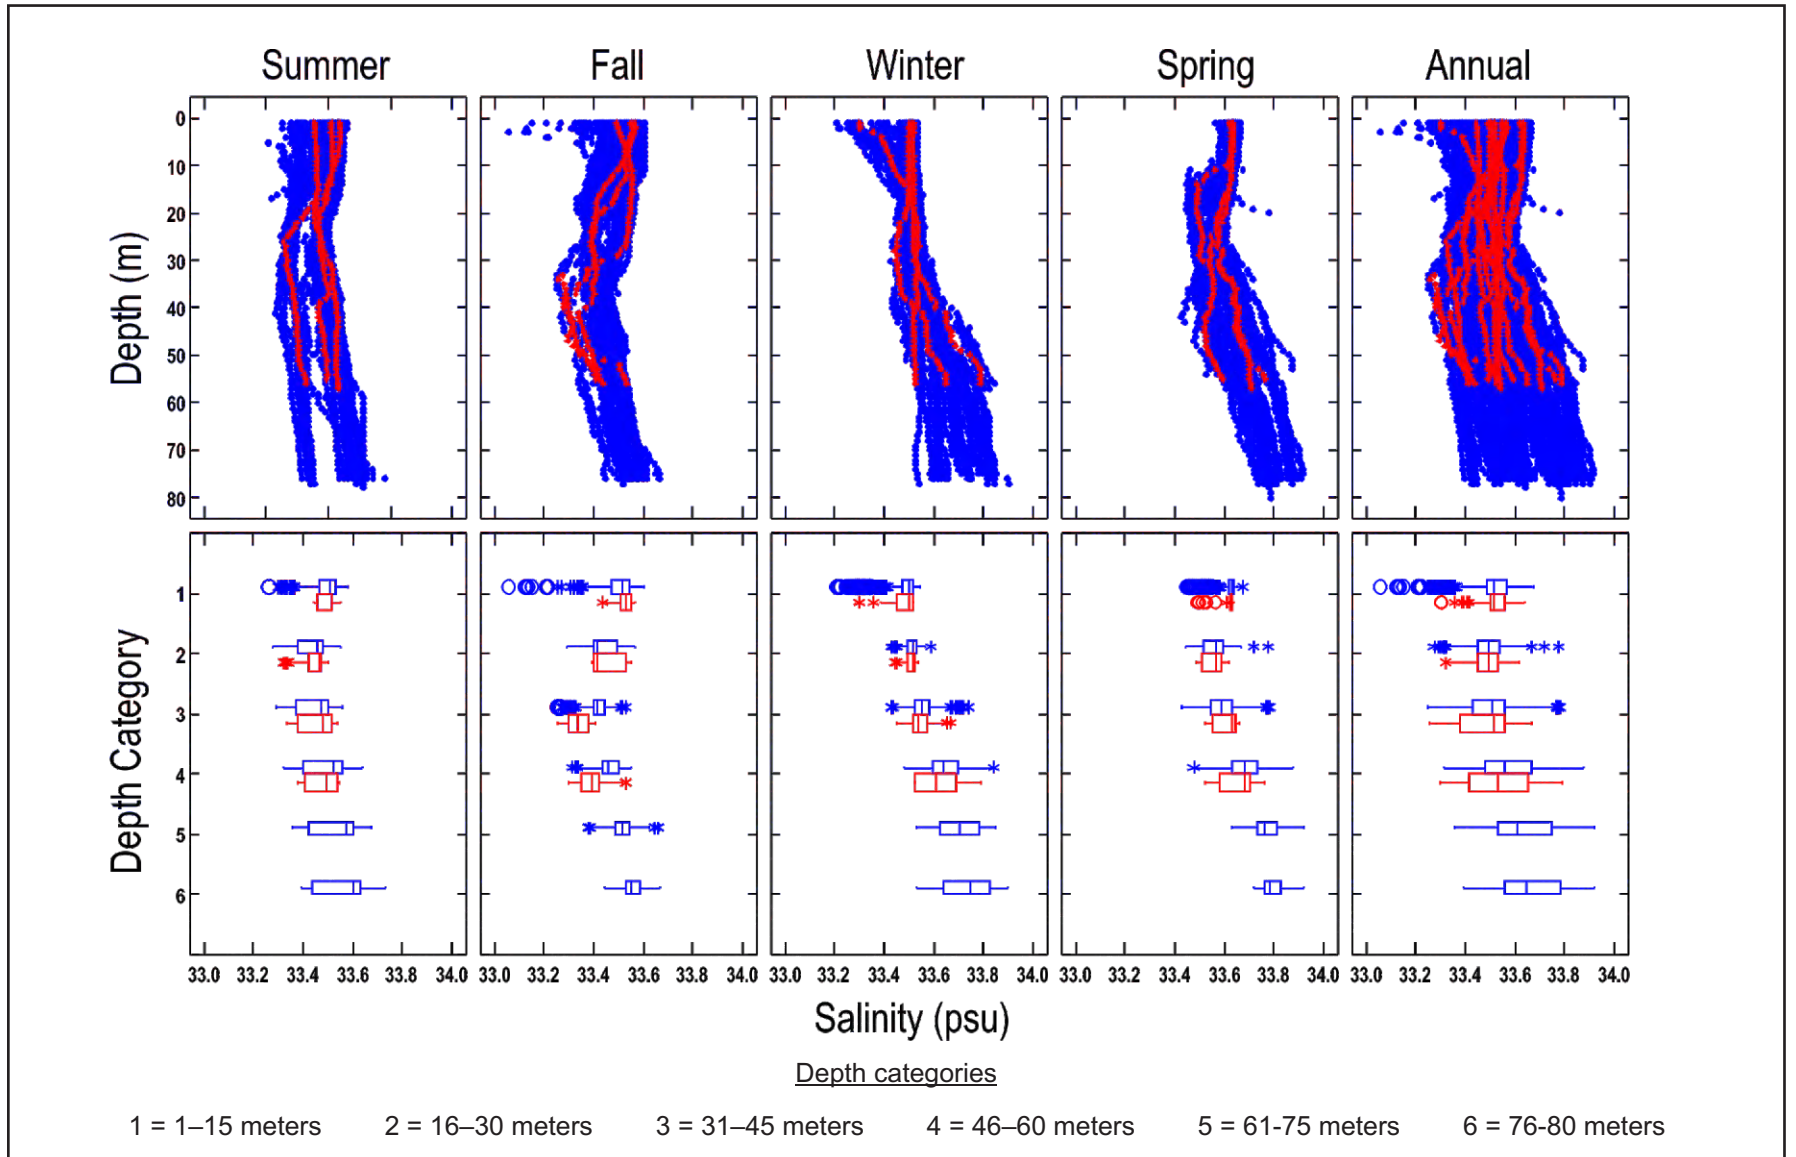 Summer Fall Winter Spring Annual
0
10
20
30
40
50
60
70
80
Depth (m)
1
2
3
4
5
6
Depth Category
33.0 33.2 33.4 33.6 33.8 34.0 33.0 33.2 33.4 33.6 33.8 34.0 33.0 33.2 33.4 33.6 33.8 34.0 33.0 33.2 33.4 33.6 33.8 34.0 33.0 33.2 33.4 33.6 33.8 34.0
Salinity (psu)
Depth categories
1 = 1–15 meters 2 = 16–30 meters 3 = 31–45 meters 4 = 46–60 meters 5 = 61-75 meters 6 = 76-80 meters